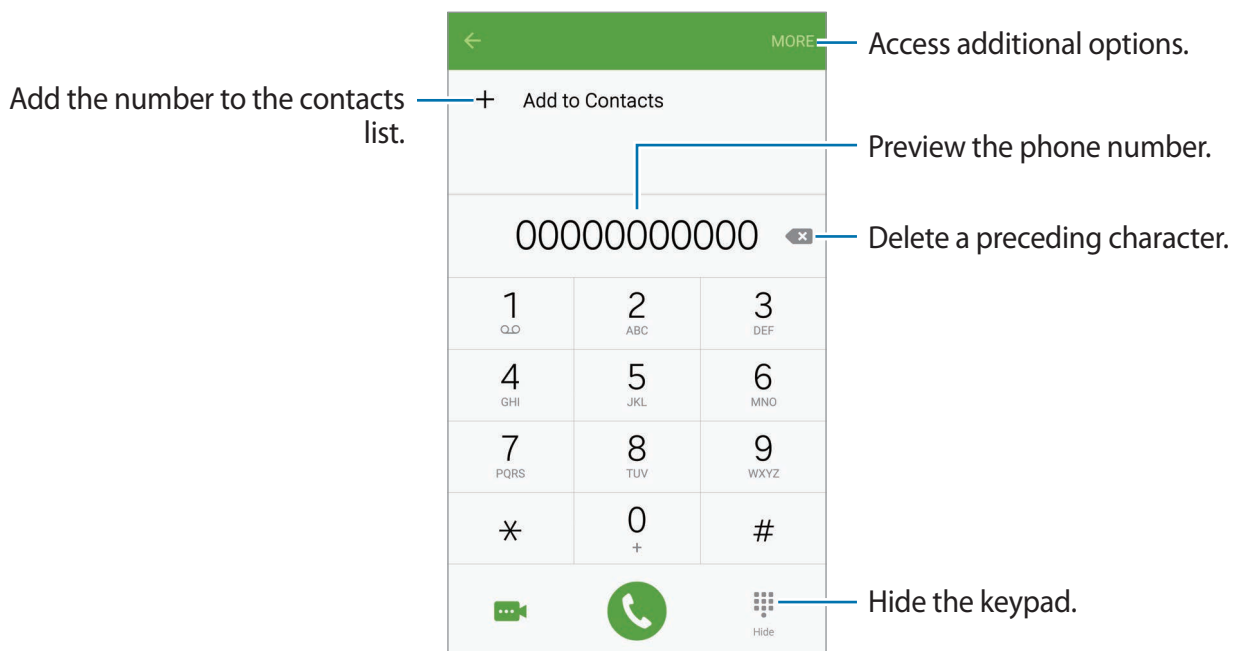 MORE
Access additional options.
Add the number to the contacts
list.
+ Add to Contacts
Preview the phone number.
00000000000
Delete a preceding character.
1 2 3
ABC DEF
4 5 6
GHI JKL MNO
7 8 9
PQRS TUV WXYZ
* 0 #
+
Hide the keypad.
Hide